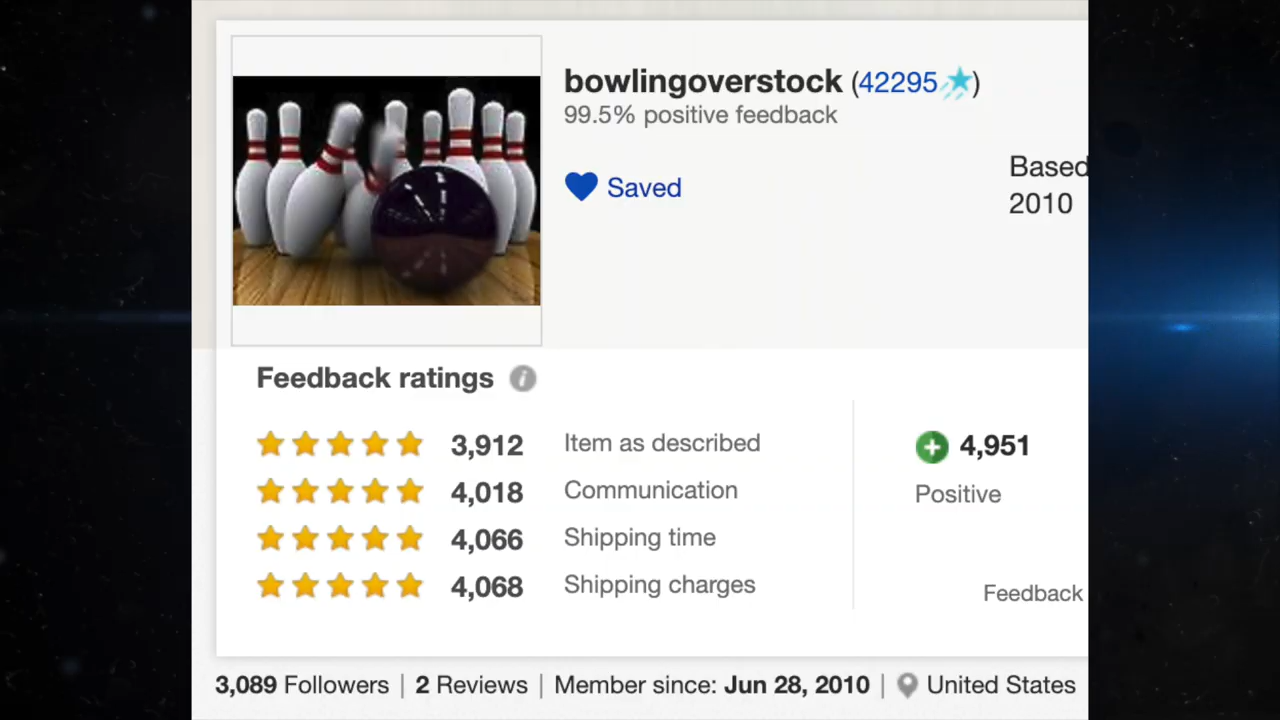 bowlingoverstock (42295)
99.5% positive feedback
Saved
Based
2010
Feedback ratings
3,912 Item as described
4,018 Communication
4,066 Shipping time
4,068 Shipping charges
4,951
Positive
Feedback
3,089 Followers | 2 Reviews | Member since: Jun 28, 2010 | United States